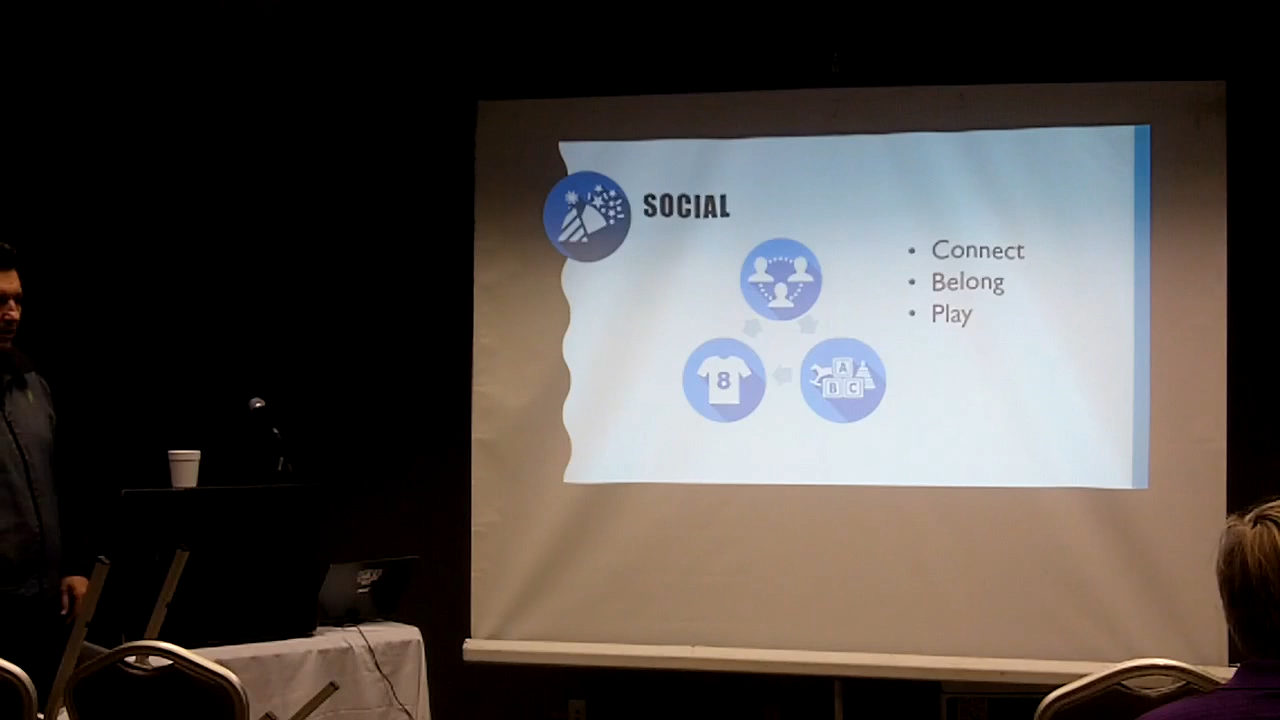 SOCIAL
• Connect
• Belong
• Play
8
A
B C